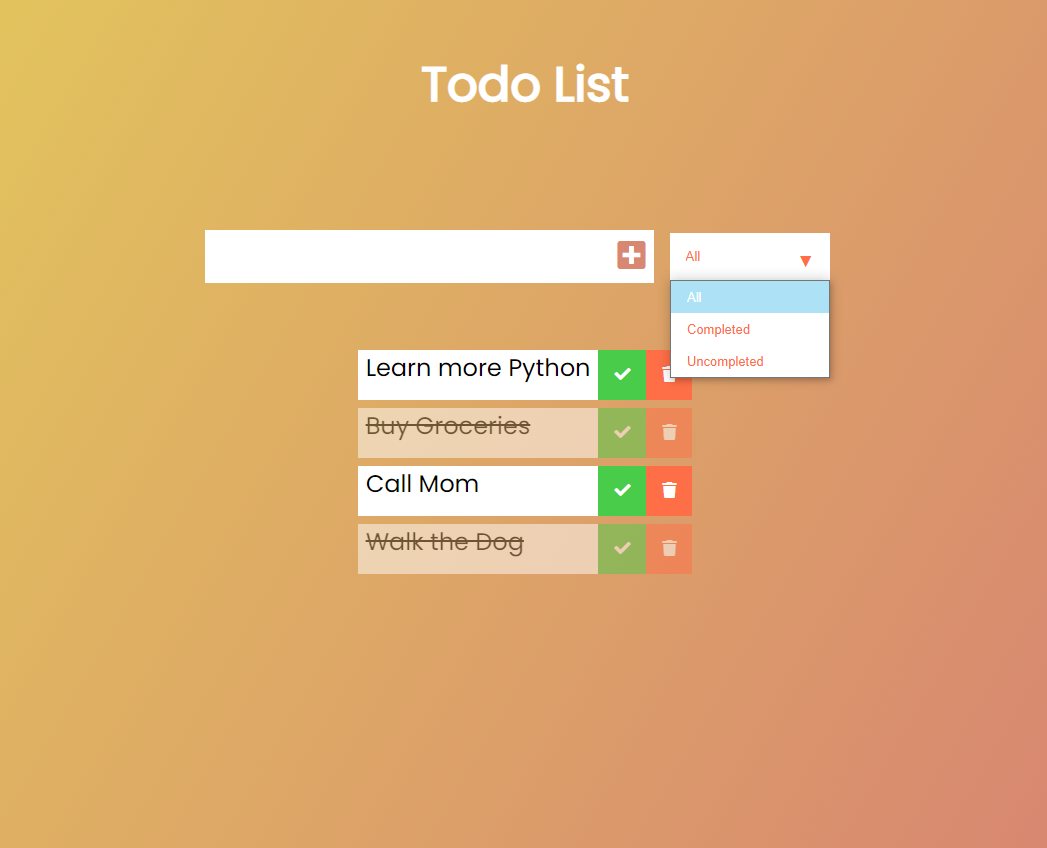 Todo List
All
All
Completed
Uncompleted
Learn more Python
Buy Groceries
Call Mom
Walk the Dog